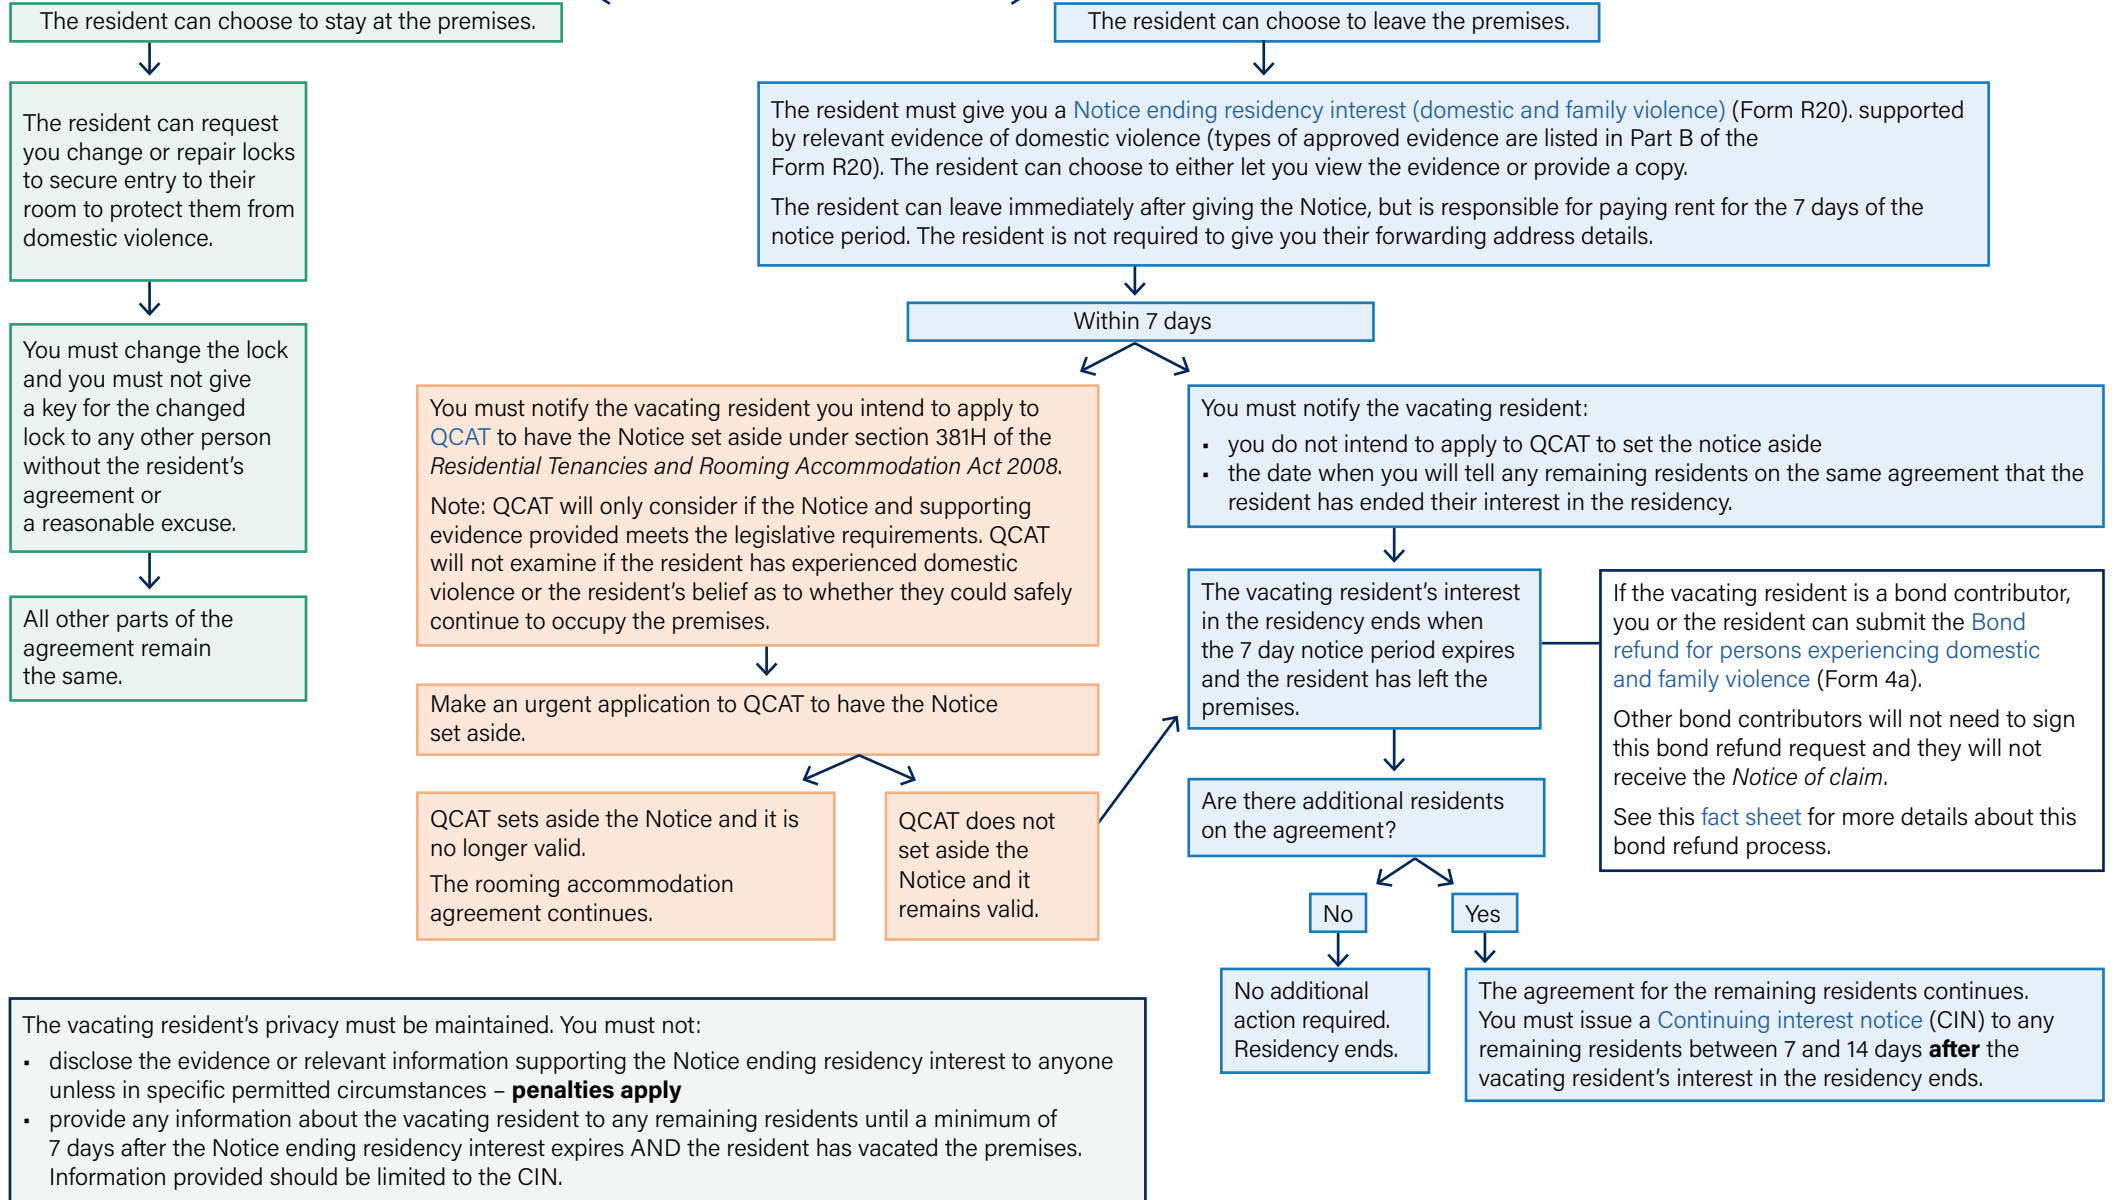 The resident can choose to stay at the premises.
The resident can request
you change or repair locks
to secure entry to their
room to protect them from
domestic violence.
You must change the lock
and you must not give
a key for the changed
lock to any other person
without the resident’s
agreement or
a reasonable excuse.
All other parts of the
agreement remain
the same.
The resident can choose to leave the premises.
The resident must give you a Notice ending residency interest (domestic and family violence) (Form R20). supported
by relevant evidence of domestic violence (types of approved evidence are listed in Part B of the
Form R20). The resident can choose to either let you view the evidence or provide a copy.
The resident can leave immediately after giving the Notice, but is responsible for paying rent for the 7 days of the
notice period. The resident is not required to give you their forwarding address details.
Within 7 days
You must notify the vacating resident you intend to apply to
QCAT to have the Notice set aside under section 381H of the
Residential Tenancies and Rooming Accommodation Act 2008.
Note: QCAT will only consider if the Notice and supporting
evidence provided meets the legislative requirements. QCAT
will not examine if the resident has experienced domestic
violence or the resident’s belief as to whether they could safely
continue to occupy the premises.
Make an urgent application to QCAT to have the Notice
set aside.
QCAT sets aside the Notice and it is
no longer valid.
The rooming accommodation
agreement continues.
QCAT does not
set aside the
Notice and it
remains valid.
You must notify the vacating resident:
▪ you do not intend to apply to QCAT to set the notice aside
▪ the date when you will tell any remaining residents on the same agreement that the
resident has ended their interest in the residency.
The vacating resident’s interest
in the residency ends when
the 7 day notice period expires
and the resident has left the
premises.
If the vacating resident is a bond contributor,
you or the resident can submit the Bond
refund for persons experiencing domestic
and family violence (Form 4a).
Other bond contributors will not need to sign
this bond refund request and they will not
receive the Notice of claim.
See this fact sheet for more details about this
bond refund process.
Are there additional residents
on the agreement?
No
Yes
No additional
action required.
Residency ends.
The agreement for the remaining residents continues.
You must issue a Continuing interest notice (CIN) to any
remaining residents between 7 and 14 days after the
vacating resident’s interest in the residency ends.
The vacating resident’s privacy must be maintained. You must not:
▪ disclose the evidence or relevant information supporting the Notice ending residency interest to anyone
unless in specific permitted circumstances – penalties apply
▪ provide any information about the vacating resident to any remaining residents until a minimum of
7 days after the Notice ending residency interest expires AND the resident has vacated the premises.
Information provided should be limited to the CIN.